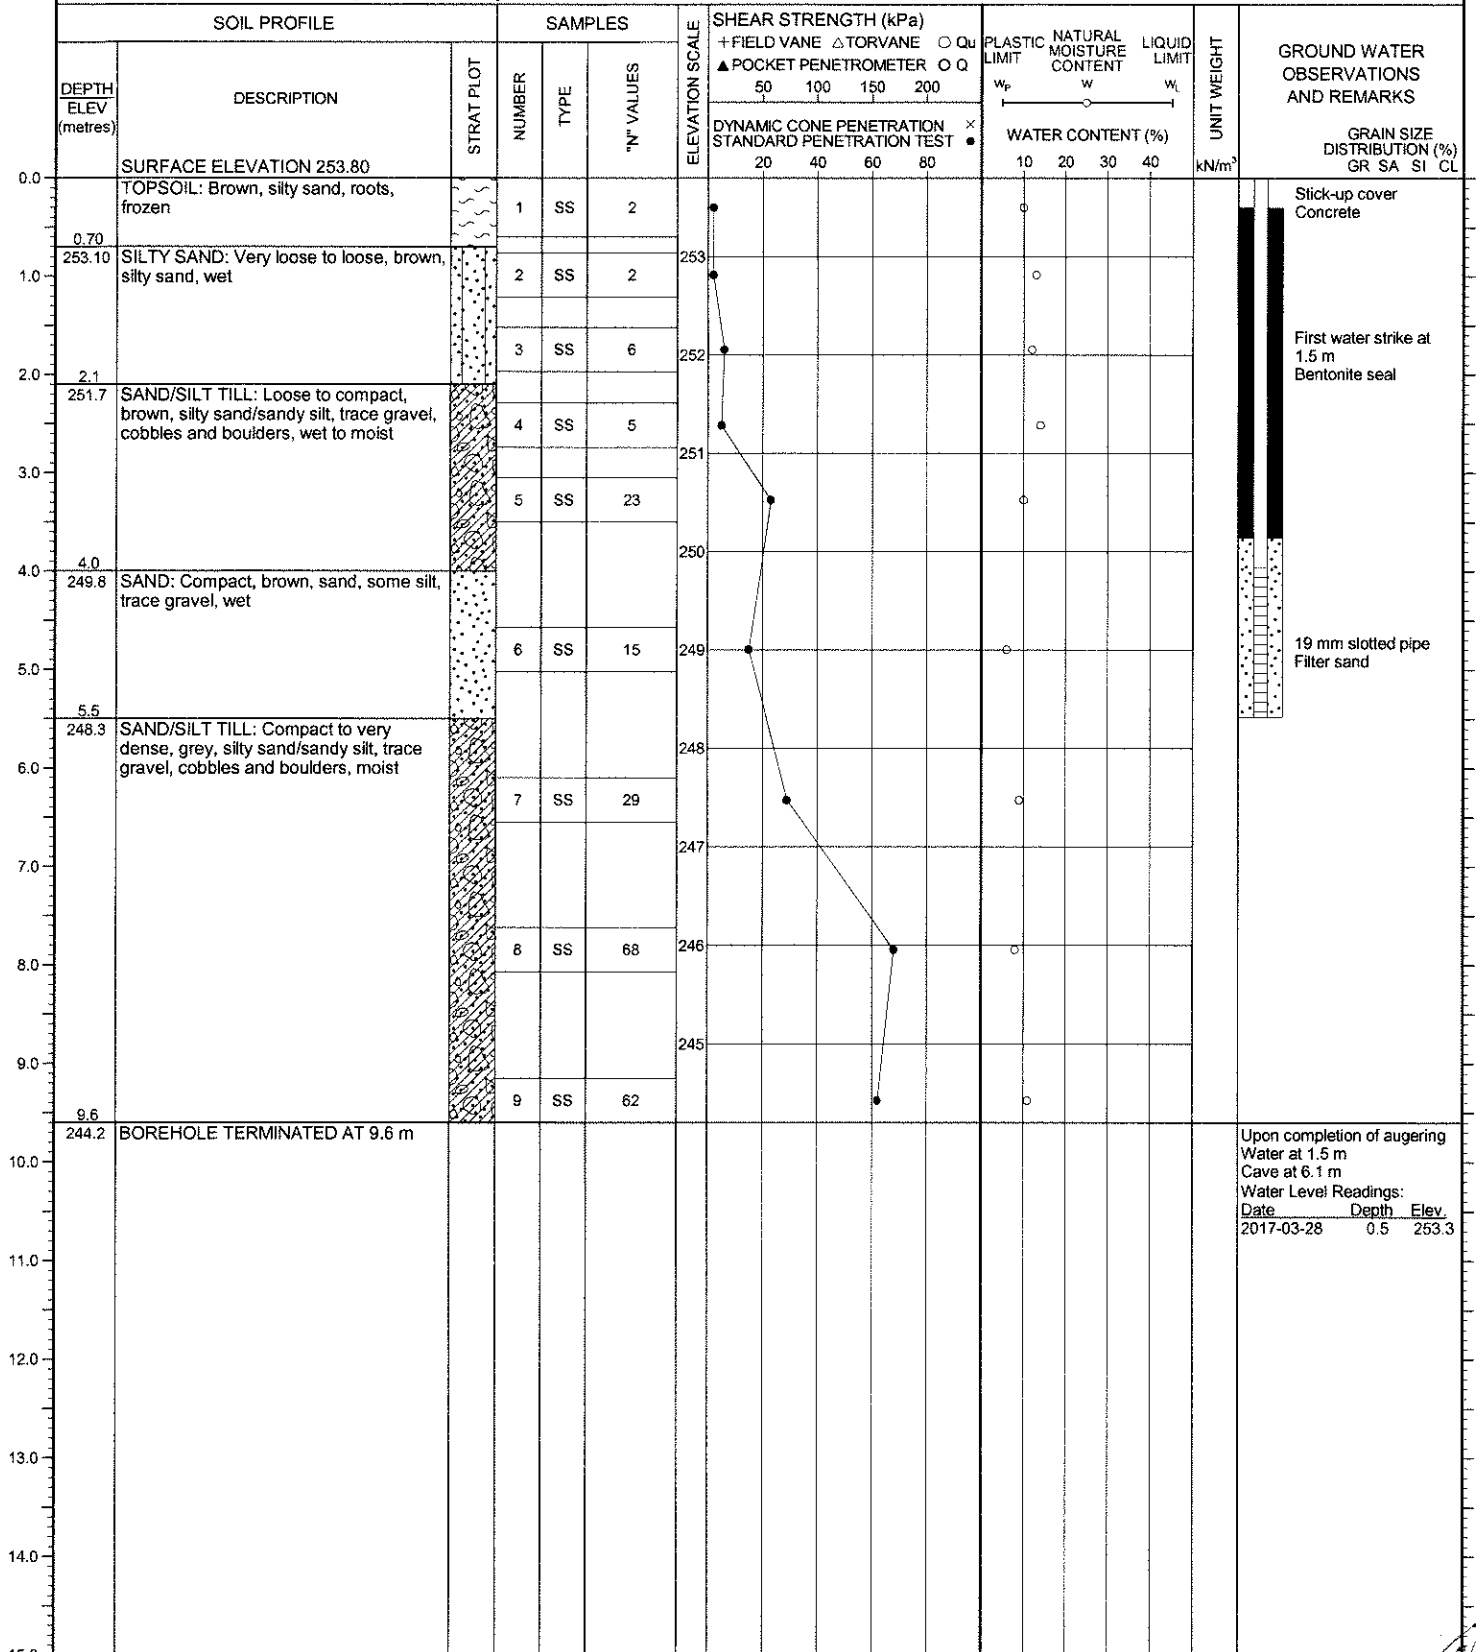 SOIL PROFILE
SAMPLES
DEPTH
ELEV
(metres)
DESCRIPTION
STRAT PLOT
NUMBER
TYPE
"N" VALUES
ELEVATION SCALE
SHEAR STRENGTH (kPa)
+ FIELD VANE △ TORVANE ○ Qu
▲ POCKET PENETROMETER ○ Q
50 100 150 200
DYNAMIC CONE PENETRATION ×
STANDARD PENETRATION TEST ●
20 40 60 80
PLASTIC LIMIT
NATURAL MOISTURE CONTENT
LIQUID LIMIT
WP W WL
WATER CONTENT (%)
10 20 30 40
UNIT WEIGHT
kN/m³
GROUND WATER
OBSERVATIONS
AND REMARKS
GRAIN SIZE
DISTRIBUTION (%)
GR SA SI CL
SURFACE ELEVATION 253.80
0.0
TOPSOIL: Brown, silty sand, roots,
frozen
1 SS 2
Stick-up cover
Concrete
0.70
253.10 SILTY SAND: Very loose to loose, brown,
silty sand, wet
253
1.0
2 SS 2
First water strike at
1.5 m
Bentonite seal
3 SS 6
252
2.0
2.1
251.7 SAND/SILT TILL: Loose to compact,
brown, silty sand/sandy silt, trace gravel,
cobbles and boulders, wet to moist
4 SS 5
251
3.0
5 SS 23
250
4.0
4.0
249.8 SAND: Compact, brown, sand, some silt,
trace gravel, wet
6 SS 15
249
19 mm slotted pipe
Filter sand
5.0
5.5
248.3 SAND/SILT TILL: Compact to very
dense, grey, silty sand/sandy silt, trace
gravel, cobbles and boulders, moist
248
6.0
7 SS 29
247
7.0
8 SS 68
246
8.0
245
9.0
9 SS 62
9.6
244.2 BOREHOLE TERMINATED AT 9.6 m
Upon completion of augering
Water at 1.5 m
Cave at 6.1 m
Water Level Readings:
Date Depth Elev.
2017-03-28 0.5 253.3
10.0
11.0
12.0
13.0
14.0